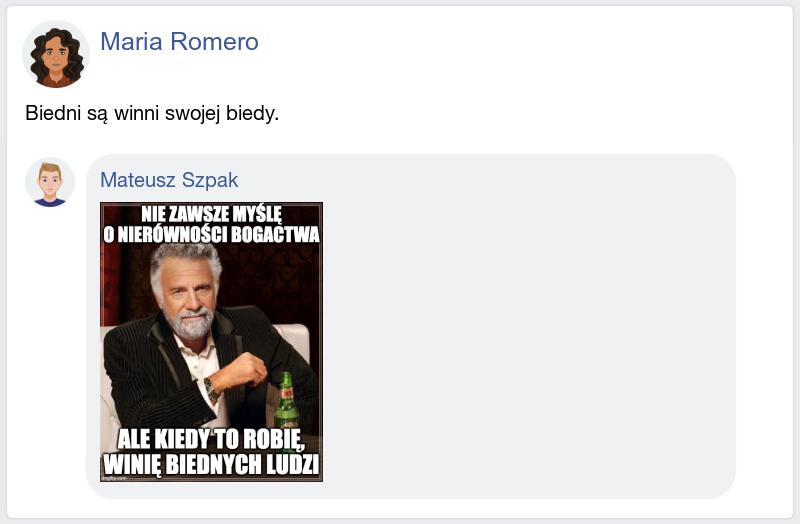 Maria Romero
Biedni są winni swojej biedy.
Mateusz Szpak
NIE ZAWSZE MYŚLĘ
O NIERÓWNOŚCI BOGACTWA
ALE KIEDY TO ROBIĘ,
WINIĘ BIEDNYCH LUDZI
imgflip.com